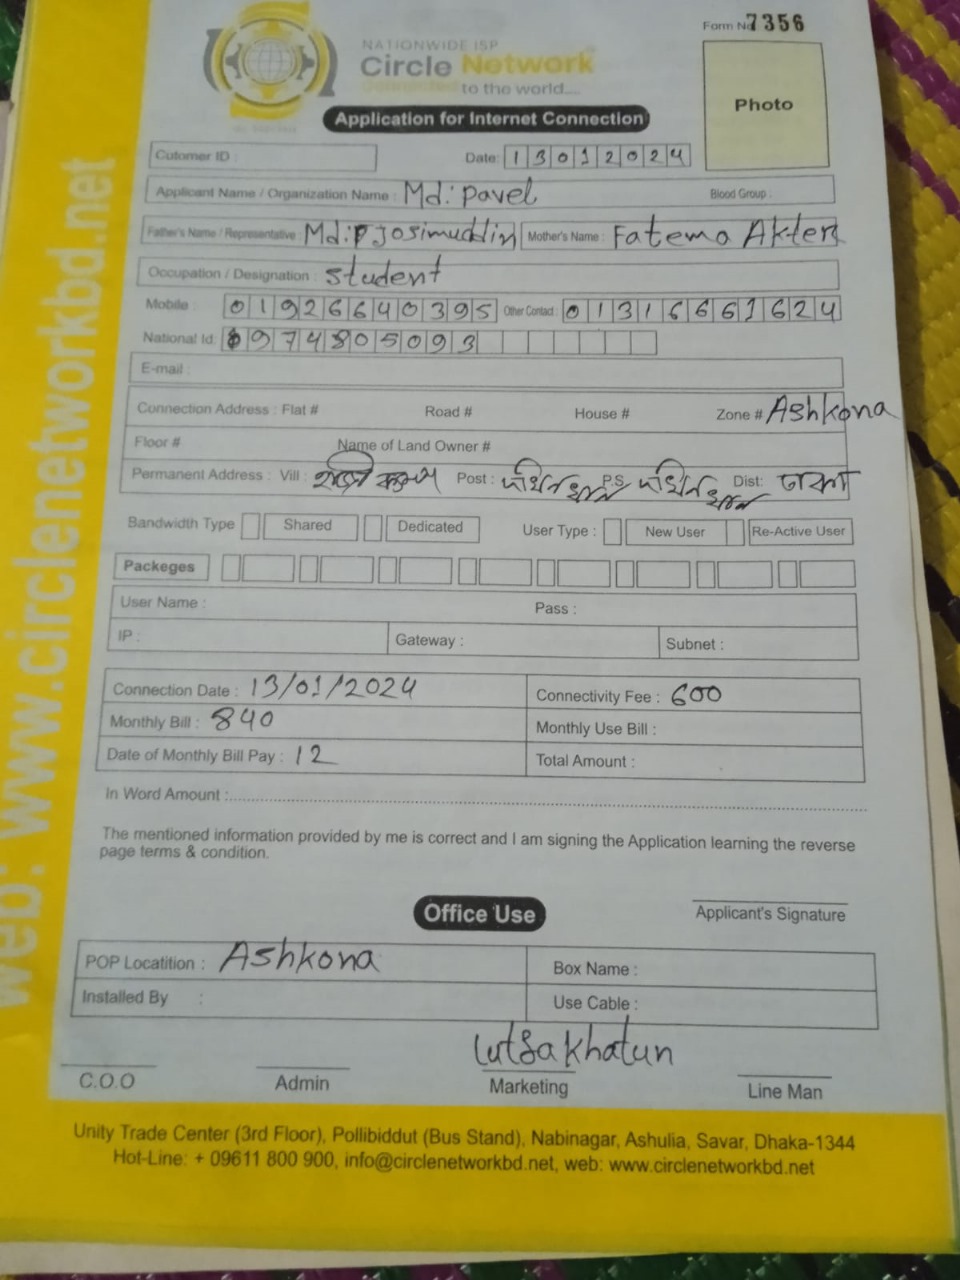 Form No 7356
NATIONWIDE ISP
Circle Network
Connected to the world....
Photo
Application for Internet Connection
Cutomer ID : Date: 13012024
Applicant Name / Organization Name : Md: pavel Blood Group :
Father's Name / Representative : Md: Josimuddin Mother's Name : Fatema Akter
Occupation / Designation : Student
Mobile : 01926640395 Other Contact : 01316661624
National Id: 6974805093
E-mail :
Connection Address : Flat # Road # House # Zone # Ashkona
Floor # Name of Land Owner #
Permanent Address : Vill : Post : দক্ষিনখান P.S. দক্ষিনখান Dist: ঢাকা
Bandwidth Type Shared Dedicated User Type : New User Re-Active User
Packeges
User Name : Pass :
IP : Gateway : Subnet :
Connection Date : 13/01/2024 Connectivity Fee : 600
Monthly Bill : 840 Monthly Use Bill :
Date of Monthly Bill Pay : 12 Total Amount :
In Word Amount :
The mentioned information provided by me is correct and I am signing the Application learning the reverse
page terms & condition.
Applicant's Signature
Office Use
POP Locatition : Ashkona Box Name :
Installed By : Use Cable :
Lutfa Khatun
C.O.O Admin Marketing Line Man
Unity Trade Center (3rd Floor), Pollibiddut (Bus Stand), Nabinagar, Ashulia, Savar, Dhaka-1344
Hot-Line: + 09611 800 900, info@circlenetworkbd.net, web: www.circlenetworkbd.net
web: www.circlenetworkbd.net